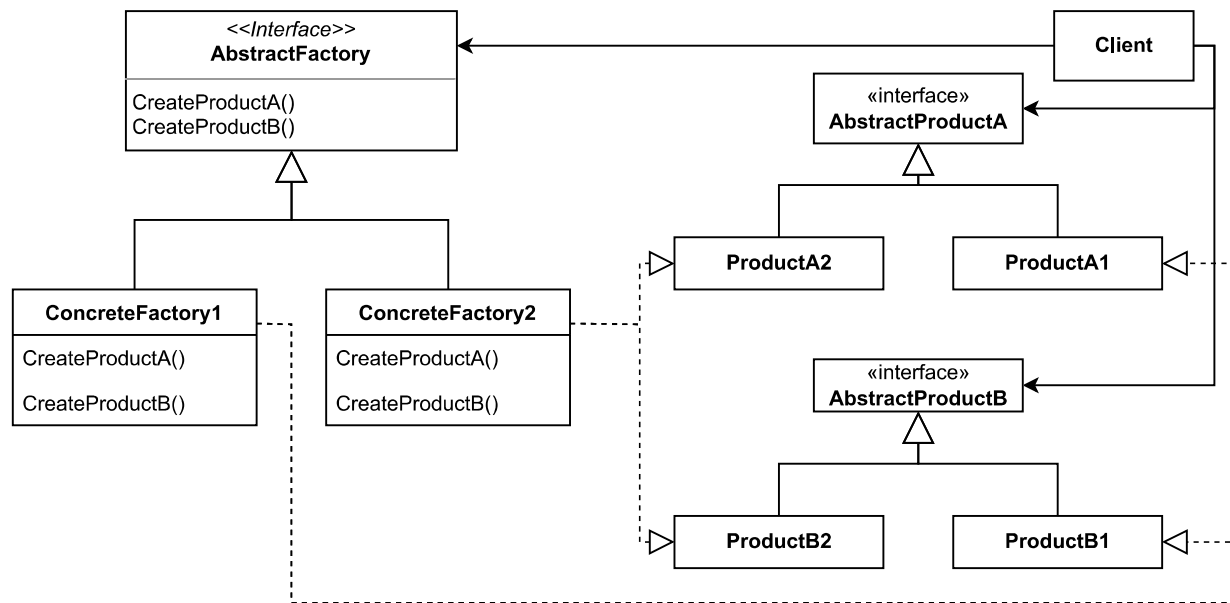 <<Interface>>
AbstractFactory
CreateProductA()
CreateProductB()
Client
«interface»
AbstractProductA
ProductA2
ProductA1
ConcreteFactory1
CreateProductA()
CreateProductB()
ConcreteFactory2
CreateProductA()
CreateProductB()
«interface»
AbstractProductB
ProductB2
ProductB1